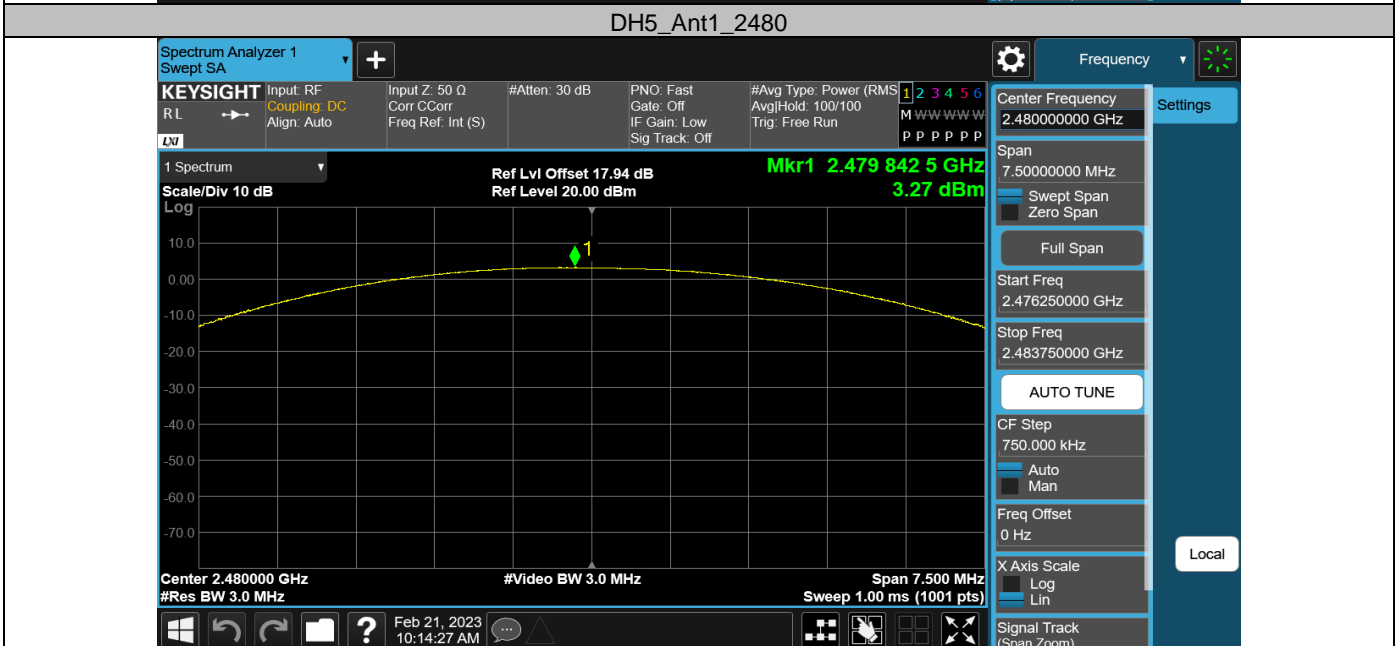 DH5_Ant1_2480
Spectrum Analyzer 1
Swept SA
Frequency
KEYSIGHT
R L
LXI
Input: RF
Coupling: DC
Align: Auto
Input Z: 50 Ω
Corr CCorr
Freq Ref: Int (S)
#Atten: 30 dB
PNO: Fast
Gate: Off
IF Gain: Low
Sig Track: Off
#Avg Type: Power (RMS
Avg|Hold: 100/100
Trig: Free Run
1 2 3 4 5 6
M W W W W W
P P P P P P
1 Spectrum
Scale/Div 10 dB
Ref Lvl Offset 17.94 dB
Ref Level 20.00 dBm
Mkr1 2.479 842 5 GHz
3.27 dBm
Log
1
10.0
0.00
-10.0
-20.0
-30.0
-40.0
-50.0
-60.0
-70.0
Center 2.480000 GHz
#Video BW 3.0 MHz
Span 7.500 MHz
#Res BW 3.0 MHz
Sweep 1.00 ms (1001 pts)
Feb 21, 2023
10:14:27 AM
Center Frequency
2.480000000 GHz
Settings
Span
7.50000000 MHz
Swept Span
Zero Span
Full Span
Start Freq
2.476250000 GHz
Stop Freq
2.483750000 GHz
AUTO TUNE
CF Step
750.000 kHz
Auto
Man
Freq Offset
0 Hz
Local
X Axis Scale
Log
Lin
Signal Track
(Span Zoom)